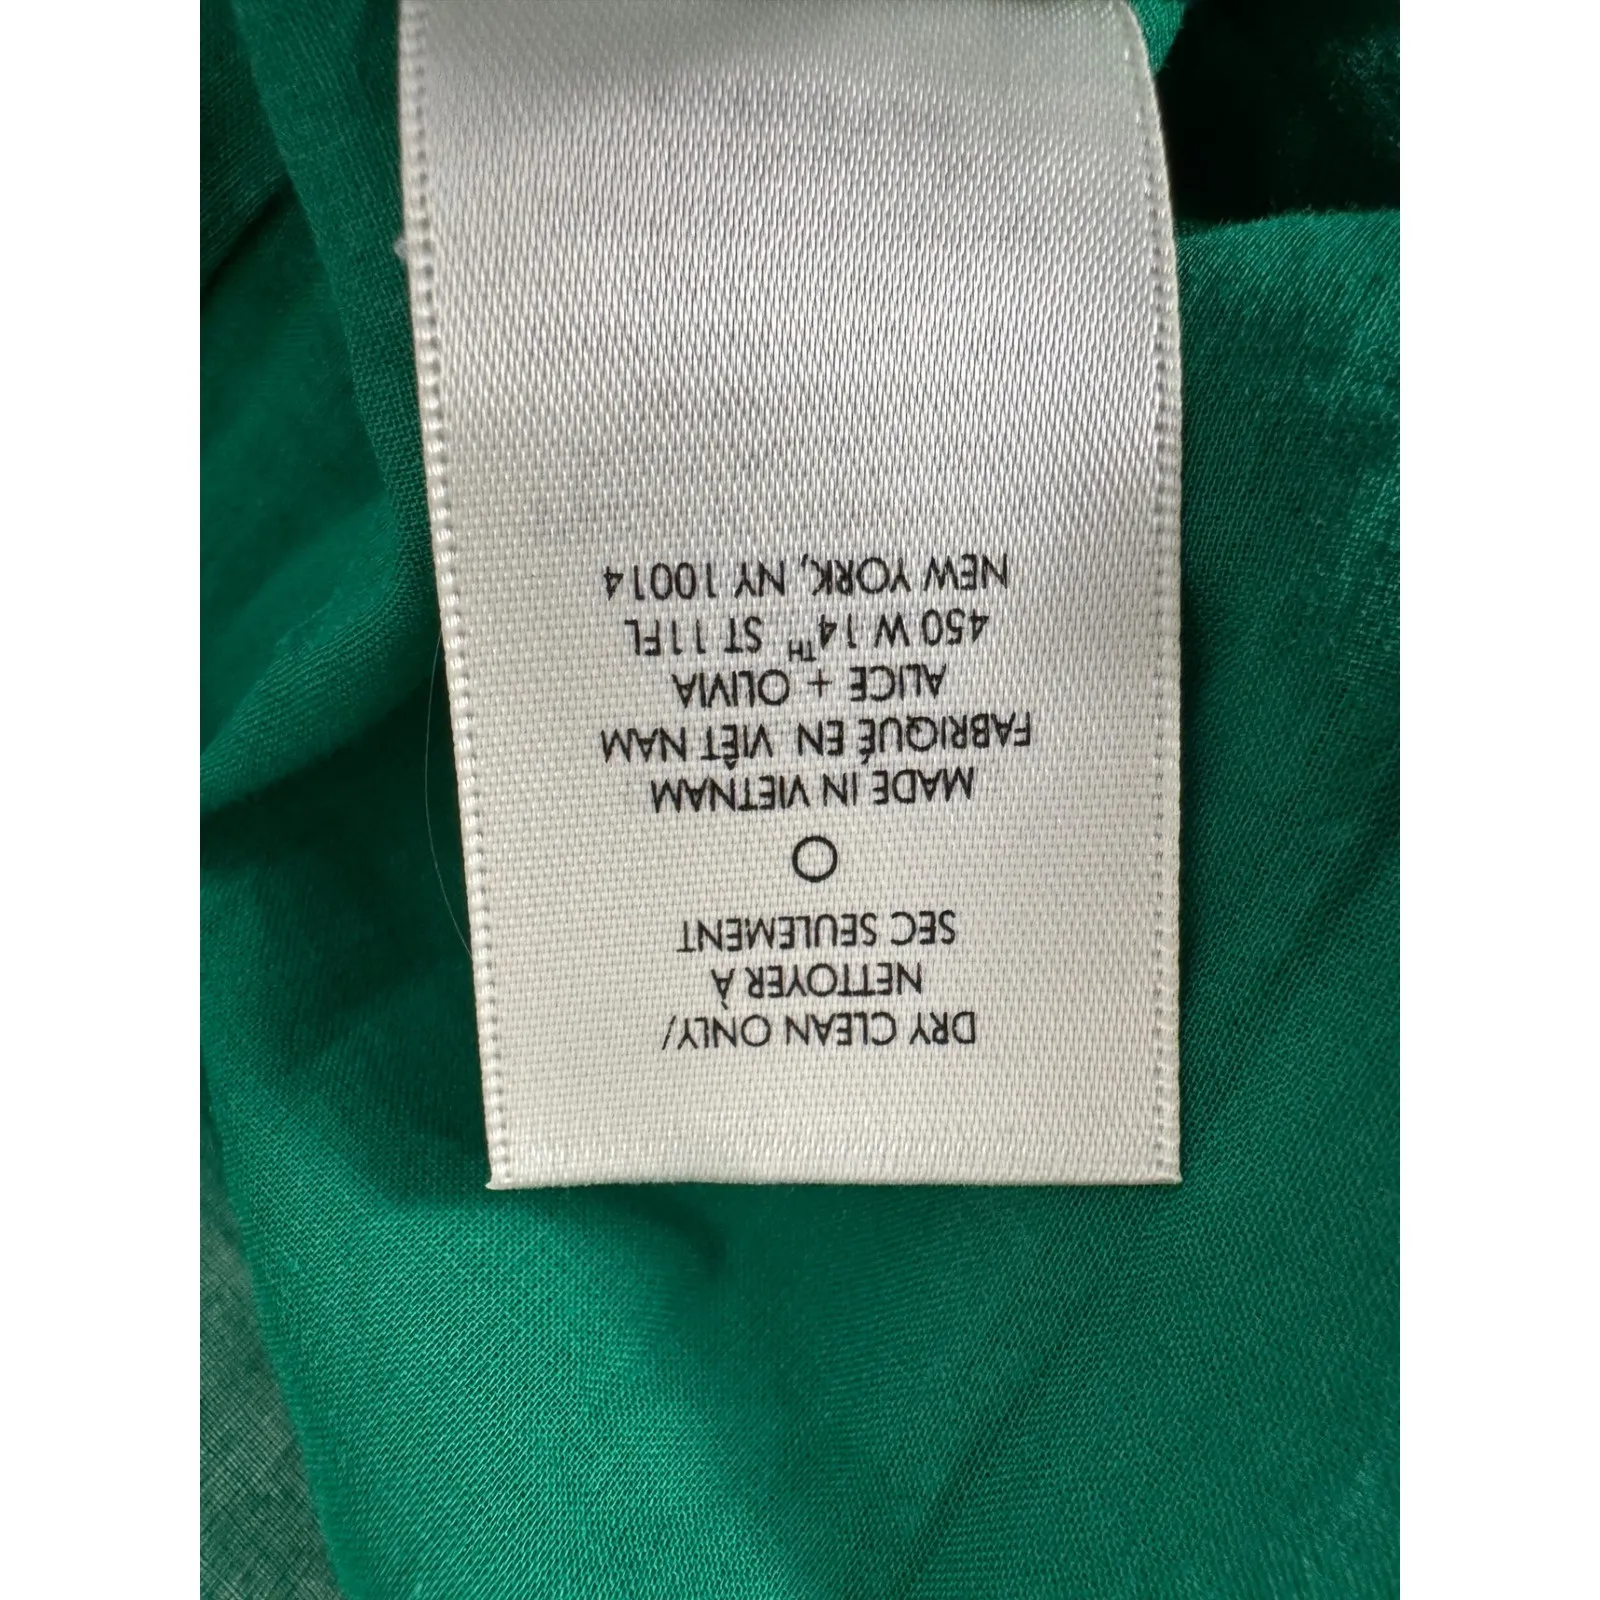 DRY CLEAN ONLY/
NETTOYER À
SEC SEULEMENT
MADE IN VIETNAM
FABRIQUÉ EN VIÊT NAM
ALICE + OLIVIA
450 W 14TH ST 11FL
NEW YORK, NY 10014